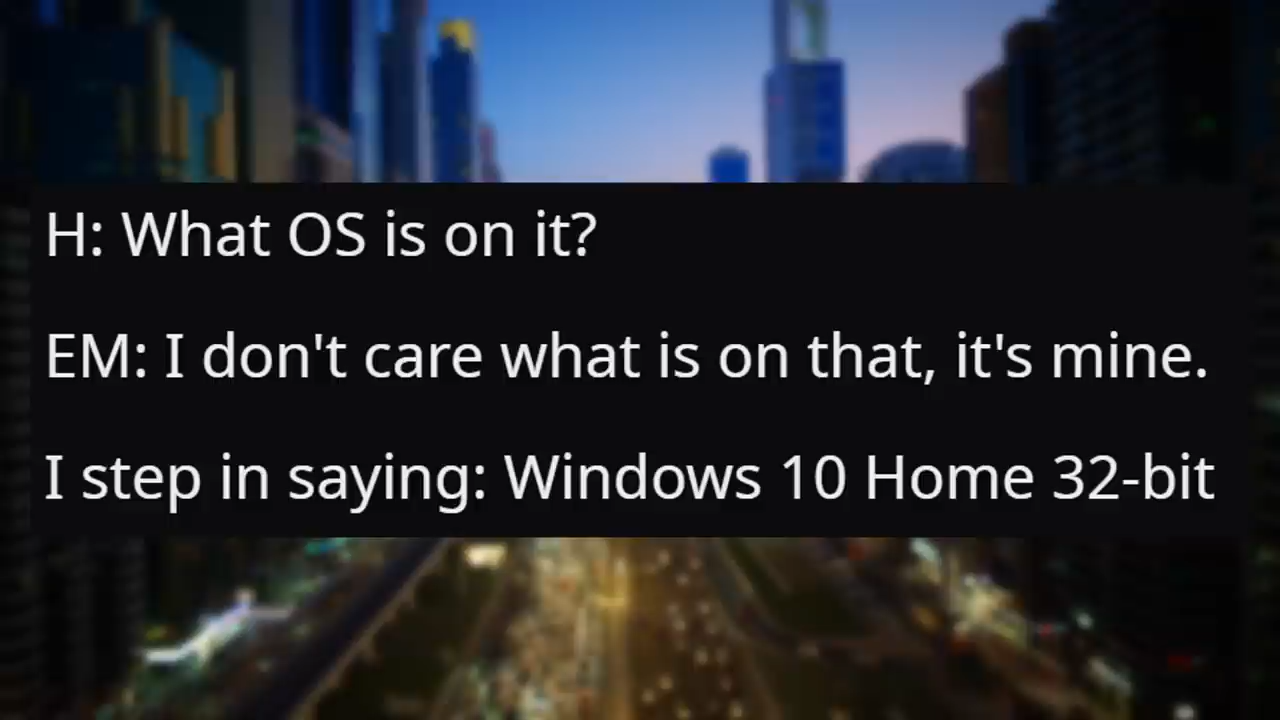 H: What OS is on it?
EM: I don't care what is on that, it's mine.
I step in saying: Windows 10 Home 32-bit